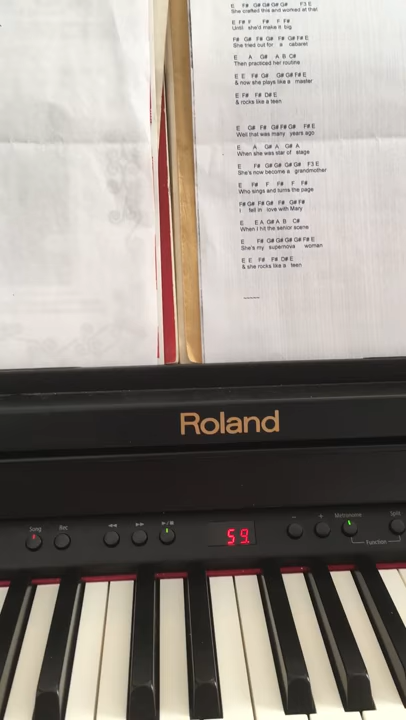 E F# G# G# G# G# F3 E
She crafted this and worked at that
E F# F F# F F#
Until she'd make it big
F# G# F# G# F# G# F# E
She tried out for a cabaret
E A G# A B C#
Then practiced her routine
E E F# G# G# G# F# E
& now she plays like a master
E F# F# D# E
& rocks like a teen
E G# F# G# F# G# F# E
Well that was many years ago
E A G# A G# A
When she was star of stage
E F# G# G# G# G# F3 E
She's now become a grandmother
E F# F F# F F#
Who sings and turns the page
F# G# F# G# F# G# F#
I fell in love with Mary
E E A G# A B C#
When I hit the senior scene
E F# G# G# G# G# F# E
She's my supernova woman
E E F# F# D# E
& she rocks like a teen
Roland
Song Rec
59.
− + Metronome Split
Function